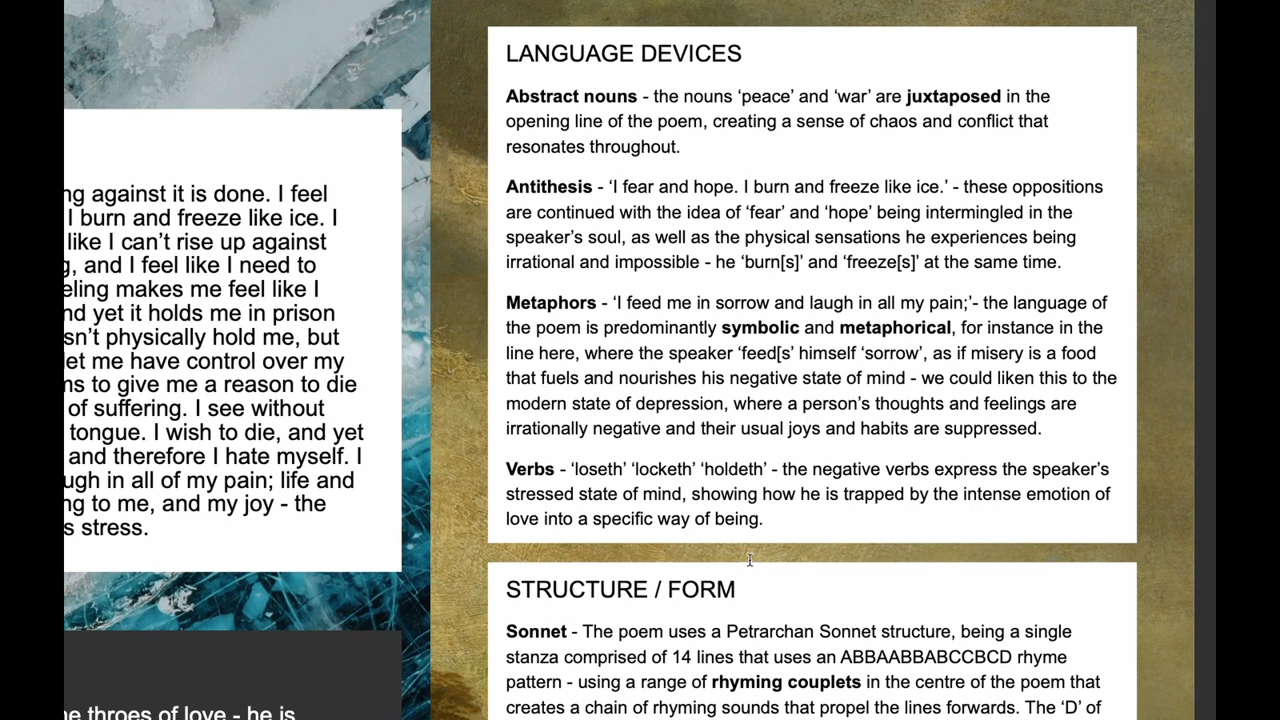 ng against it is done. I feel
I burn and freeze like ice. I
like I can’t rise up against
g, and I feel like I need to
eling makes me feel like I
nd yet it holds me in prison
sn’t physically hold me, but
let me have control over my
ms to give me a reason to die
of suffering. I see without
tongue. I wish to die, and yet
and therefore I hate myself. I
ugh in all of my pain; life and
ng to me, and my joy - the
s stress.
he throes of love - he is
LANGUAGE DEVICES
Abstract nouns - the nouns ‘peace’ and ‘war’ are juxtaposed in the
opening line of the poem, creating a sense of chaos and conflict that
resonates throughout.
Antithesis - ‘I fear and hope. I burn and freeze like ice.’ - these oppositions
are continued with the idea of ‘fear’ and ‘hope’ being intermingled in the
speaker’s soul, as well as the physical sensations he experiences being
irrational and impossible - he ‘burn[s]’ and ‘freeze[s]’ at the same time.
Metaphors - ‘I feed me in sorrow and laugh in all my pain;’- the language of
the poem is predominantly symbolic and metaphorical, for instance in the
line here, where the speaker ‘feed[s’ himself ‘sorrow’, as if misery is a food
that fuels and nourishes his negative state of mind - we could liken this to the
modern state of depression, where a person’s thoughts and feelings are
irrationally negative and their usual joys and habits are suppressed.
Verbs - ‘loseth’ ‘locketh’ ‘holdeth’ - the negative verbs express the speaker’s
stressed state of mind, showing how he is trapped by the intense emotion of
love into a specific way of being.
STRUCTURE / FORM
Sonnet - The poem uses a Petrarchan Sonnet structure, being a single
stanza comprised of 14 lines that uses an ABBAABBABCCBCD rhyme
pattern - using a range of rhyming couplets in the centre of the poem that
creates a chain of rhyming sounds that propel the lines forwards. The ‘D’ of